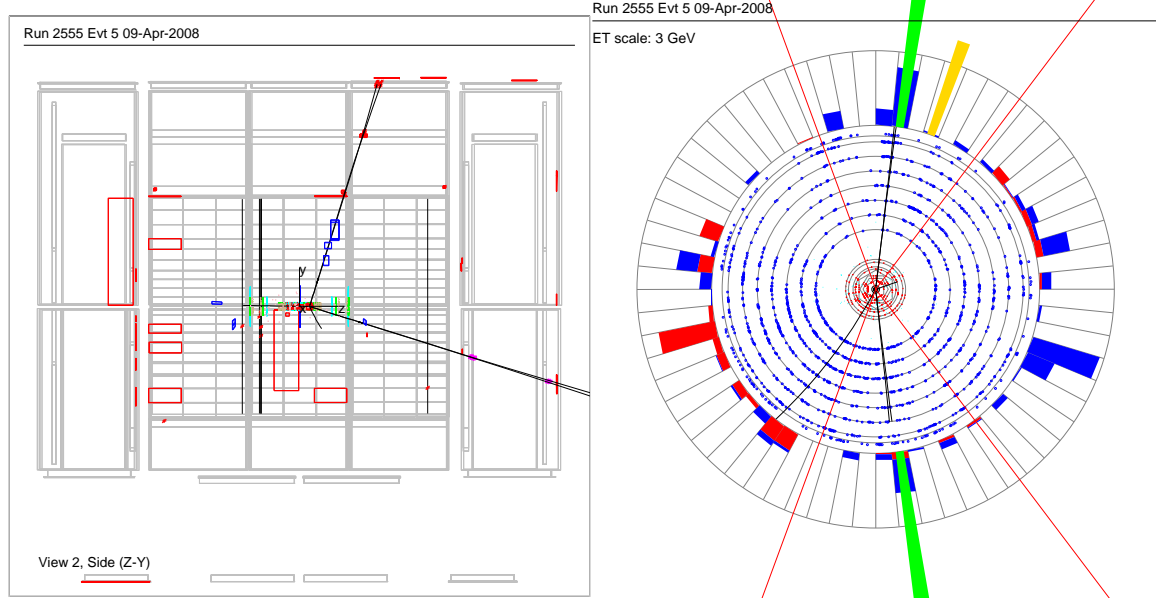 Run 2555 Evt 5 09-Apr-2008
y
x
z
View 2, Side (Z-Y)
Run 2555 Evt 5 09-Apr-2008
ET scale: 3 GeV